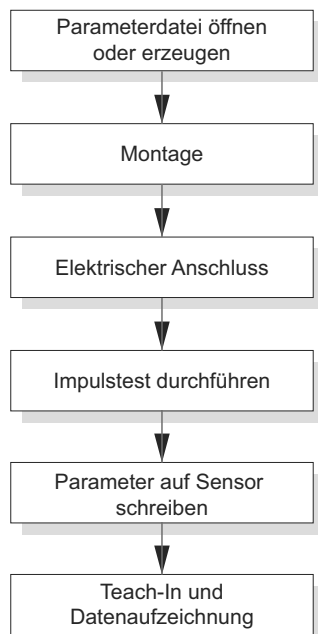 Parameterdatei öffnen
oder erzeugen
Montage
Elektrischer Anschluss
Impulstest durchführen
Parameter auf Sensor
schreiben
Teach-In und
Datenaufzeichnung